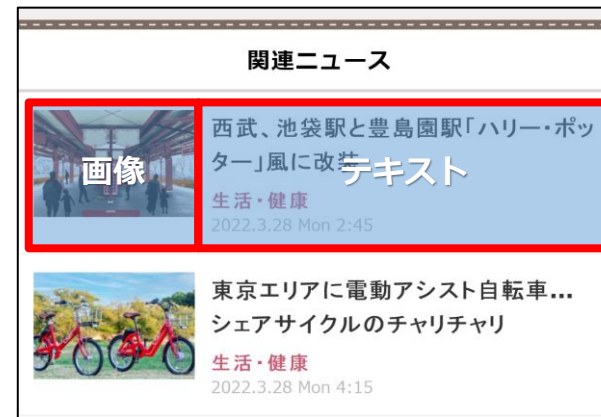 関連ニュース
西武、池袋駅と豊島園駅「ハリー・ポッ
ター」風に改装
画像
テキスト
生活・健康
2022.3.28 Mon 2:45
東京エリアに電動アシスト自転車...
シェアサイクルのチャリチャリ
生活・健康
2022.3.28 Mon 4:15